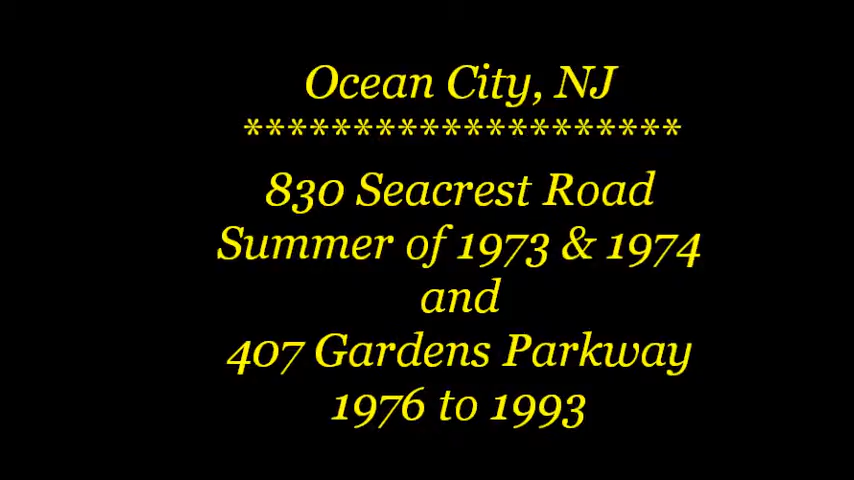 Ocean City, NJ
********************
830 Seacrest Road
Summer of 1973 & 1974
and
407 Gardens Parkway
1976 to 1993